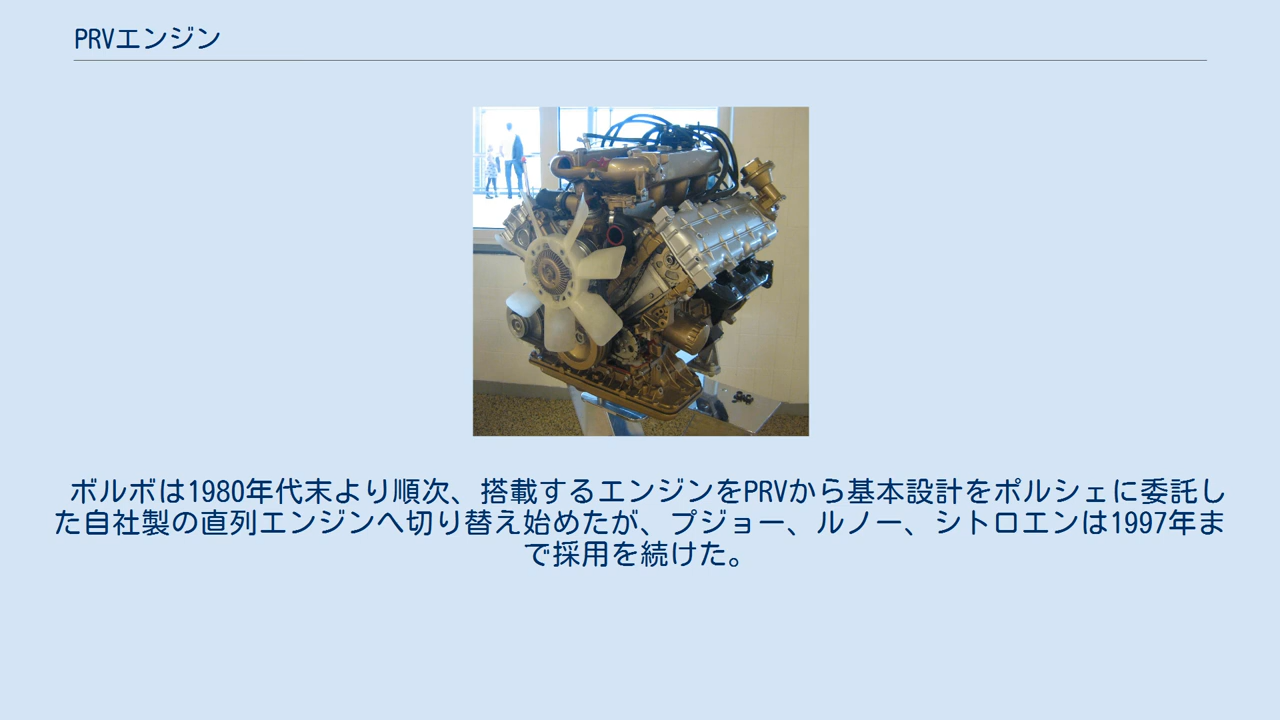 PRVエンジン
ボルボは1980年代末より順次、搭載するエンジンをPRVから基本設計をポルシェに委託し
た自社製の直列エンジンへ切り替え始めたが、プジョー、ルノー、シトロエンは1997年ま
で採用を続けた。